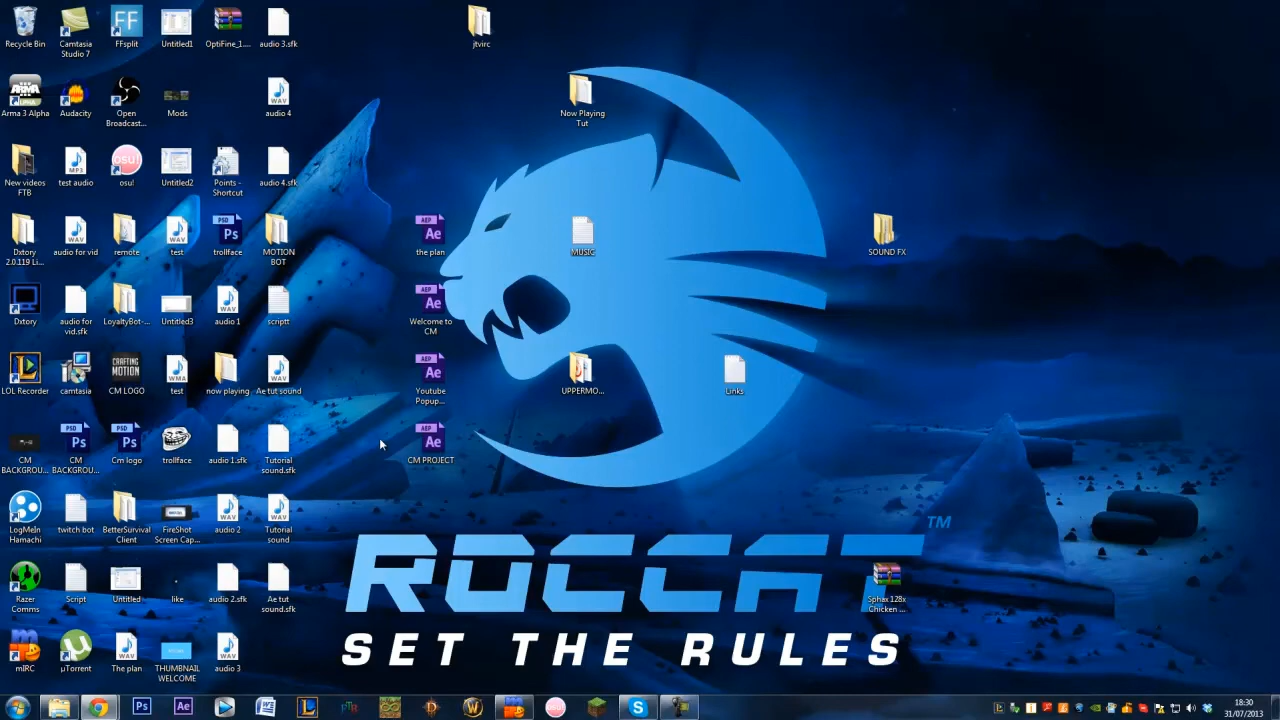 Recycle Bin
Camtasia
Studio 7
FFsplit
Untitled1
OptiFine_1....
audio 3.sfk
jtvirc
Arma 3 Alpha
Audacity
Open
Broadcast...
Mods
audio 4
Now Playing
Tut
New videos
FTB
test audio
osu!
Untitled2
Points -
Shortcut
audio 4.sfk
Dxtory
2.0.119 Li...
audio for vid
remote
test
trollface
MOTION
BOT
the plan
MUSIC
SOUND FX
Dxtory
audio for
vid.sfk
LoyaltyBot-...
Untitled3
audio 1
scriptt
Welcome to
CM
LOL Recorder
camtasia
CRAFTING
MOTION
CM LOGO
test
now playing
Ae tut sound
Youtube
Popup...
UPPERMO...
Links
CM
BACKGROU...
CM
BACKGROU...
Cm logo
trollface
audio 1.sfk
Tutorial
sound.sfk
CM PROJECT
LogMeIn
Hamachi
twitch bot
BetterSurvival
Client
FireShot
Screen Cap...
audio 2
Tutorial
sound
TM
ROCCAT
SET THE RULES
Razer
Comms
Script
Untitled
like
audio 2.sfk
Ae tut
sound.sfk
Sphax 128x
Chicken ...
mIRC
µTorrent
The plan
THUMBNAIL
WELCOME
audio 3
18:30
31/07/2013